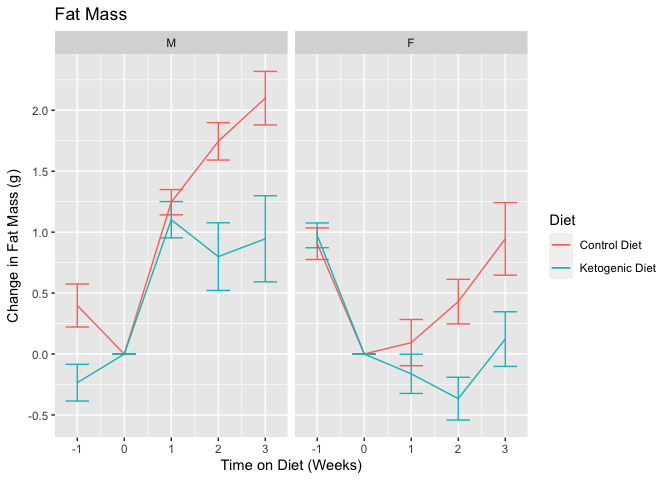 Fat Mass
M
F
Change in Fat Mass (g)
2.0
1.5
1.0
0.5
0.0
-0.5
-1
0
1
2
3
-1
0
1
2
3
Time on Diet (Weeks)
Diet
Control Diet
Ketogenic Diet